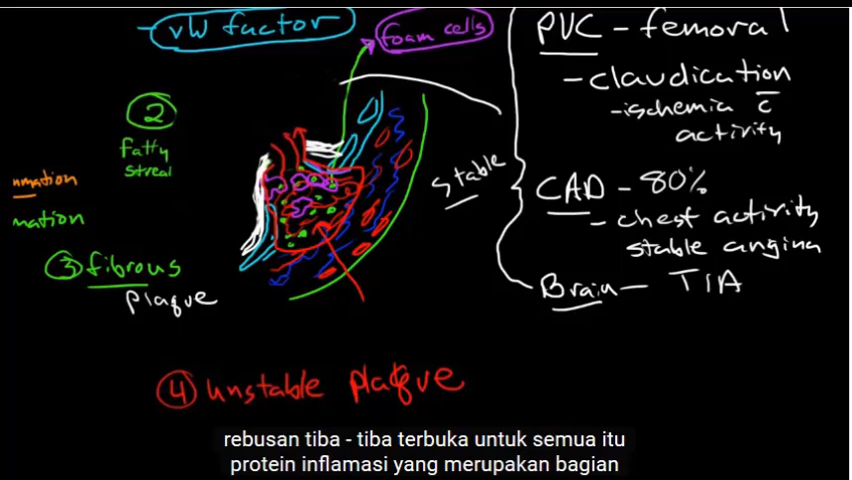 vW factor
foam cells
PVC - femoral
- claudication
- ischemia c̄
activity
2
fatty
streal
stable
CAD - 80%
- chest activity
stable angina
mation
3 fibrous
plaque
Brain - TIA
4 unstable plaque
rebusan tiba - tiba terbuka untuk semua itu
protein inflamasi yang merupakan bagian